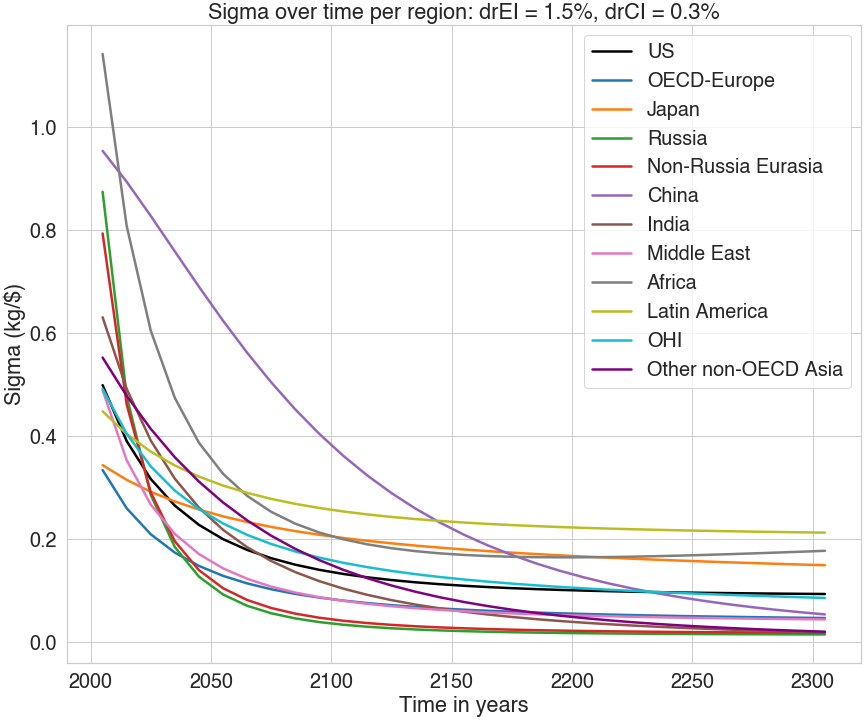 Sigma over time per region: drEI = 1.5%, drCI = 0.3%
US
OECD-Europe
Japan
Russia
Non-Russia Eurasia
China
India
Middle East
Africa
Latin America
OHI
Other non-OECD Asia
Sigma (kg/$)
1.0
0.8
0.6
0.4
0.2
0.0
2000 2050 2100 2150 2200 2250 2300
Time in years